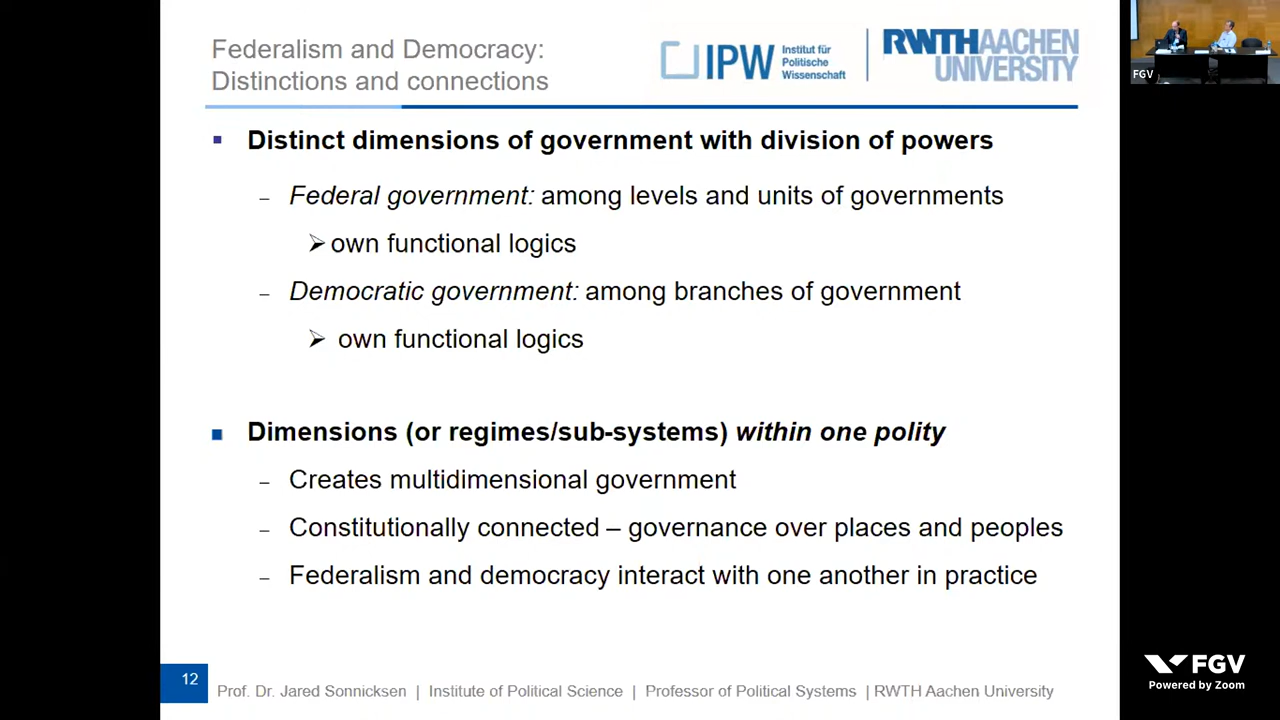 Federalism and Democracy:
Distinctions and connections
IPW
Institut für
Politische
Wissenschaft
RWTHAACHEN
UNIVERSITY
FGV
Distinct dimensions of government with division of powers
– Federal government: among levels and units of governments
➢ own functional logics
– Democratic government: among branches of government
➢ own functional logics
Dimensions (or regimes/sub-systems) within one polity
– Creates multidimensional government
– Constitutionally connected – governance over places and peoples
– Federalism and democracy interact with one another in practice
12
Prof. Dr. Jared Sonnicksen | Institute of Political Science | Professor of Political Systems | RWTH Aachen University
FGV
Powered by Zoom